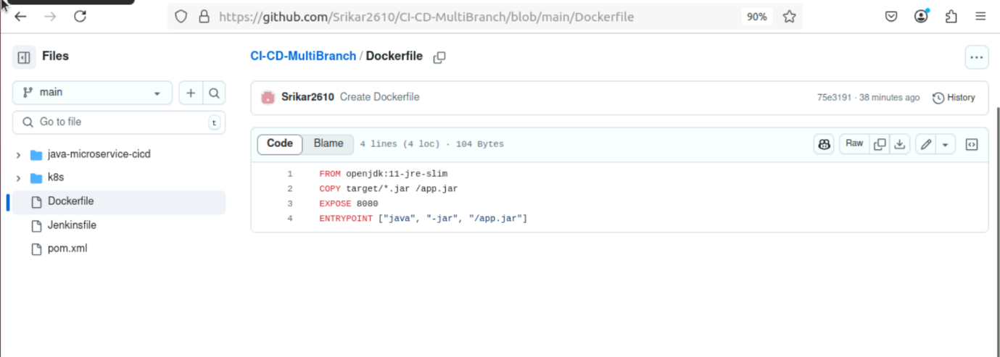 https://github.com/Srikar2610/CI-CD-MultiBranch/blob/main/Dockerfile
90%
Files
CI-CD-MultiBranch / Dockerfile
main
Srikar2610 Create Dockerfile
75e3191 · 38 minutes ago
History
Go to file
t
Code Blame 4 lines (4 loc) · 104 Bytes
Raw
java-microservice-cicd
k8s
Dockerfile
Jenkinsfile
pom.xml
1 FROM openjdk:11-jre-slim
2 COPY target/*.jar /app.jar
3 EXPOSE 8080
4 ENTRYPOINT ["java", "-jar", "/app.jar"]